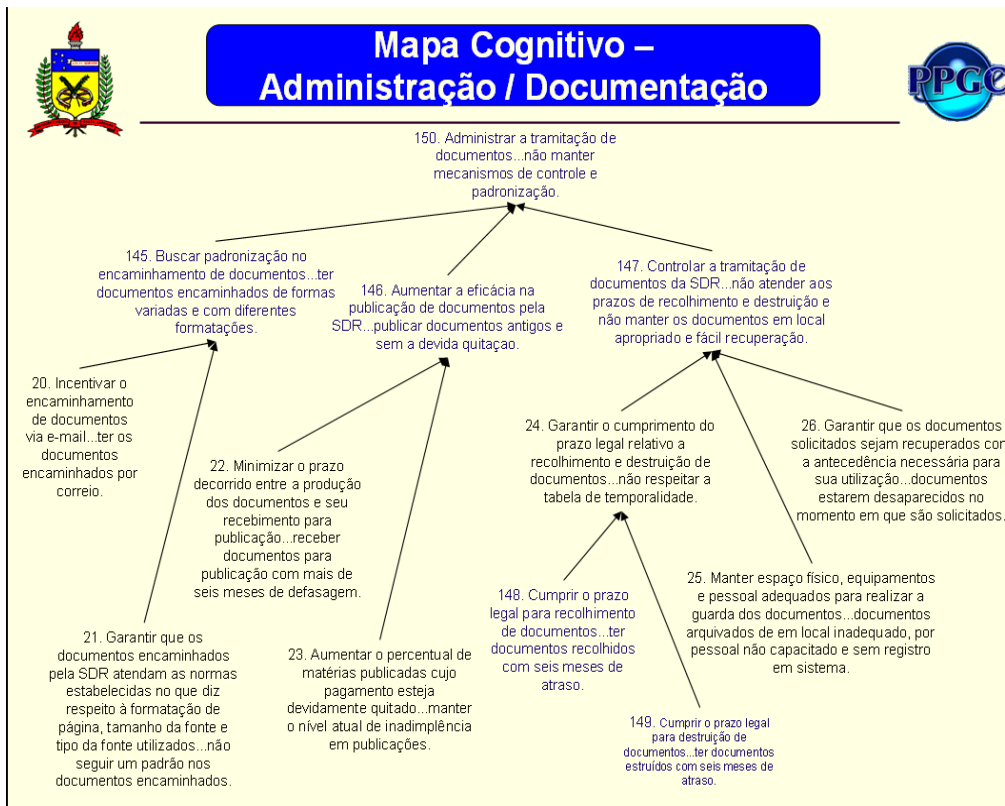 Mapa Cognitivo –
Administração / Documentação
PPGC
150. Administrar a tramitação de
documentos...não manter
mecanismos de controle e
padronização.
145. Buscar padronização no
encaminhamento de documentos...ter
documentos encaminhados de formas
variadas e com diferentes
formatações.
146. Aumentar a eficácia na
publicação de documentos pela
SDR...publicar documentos antigos e
sem a devida quitaçao.
147. Controlar a tramitação de
documentos da SDR...não atender aos
prazos de recolhimento e destruição e
não manter os documentos em local
apropriado e fácil recuperação.
20. Incentivar o
encaminhamento
de documentos
via e-mail...ter os
documentos
encaminhados por
correio.
22. Minimizar o prazo
decorrido entre a produção
dos documentos e seu
recebimento para
publicação...receber
documentos para
publicação com mais de
seis meses de defasagem.
24. Garantir o cumprimento do
prazo legal relativo a
recolhimento e destruição de
documentos...não respeitar a
tabela de temporalidade.
26. Garantir que os documentos
solicitados sejam recuperados con
a antecedência necessária para
sua utilização...documentos
estarem desaparecidos no
momento em que são solicitados.
21. Garantir que os
documentos encaminhados
pela SDR atendam as normas
estabelecidas no que diz
respeito à formatação de
página, tamanho da fonte e
tipo da fonte utilizados...não
seguir um padrão nos
documentos encaminhados.
23. Aumentar o percentual de
matérias publicadas cujo
pagamento esteja
devidamente quitado...manter
o nível atual de inadimplência
em publicações.
148. Cumprir o prazo
legal para recolhimento
de documentos...ter
documentos recolhidos
com seis meses de
atraso.
25. Manter espaço físico, equipamentos
e pessoal adequados para realizar a
guarda dos documentos...documentos
arquivados de em local inadequado, por
pessoal não capacitado e sem registro
em sistema.
149. Cumprir o prazo legal
para destruição de
documentos...ter documentos
estruídos com seis meses de
atraso.